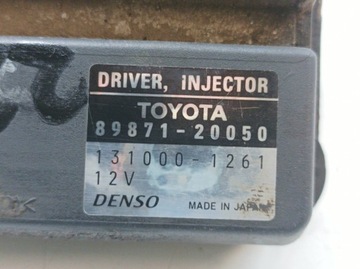 DRIVER, INJECTOR
TOYOTA
89871-20050
131000-1261
12V
DENSO MADE IN JAPAN